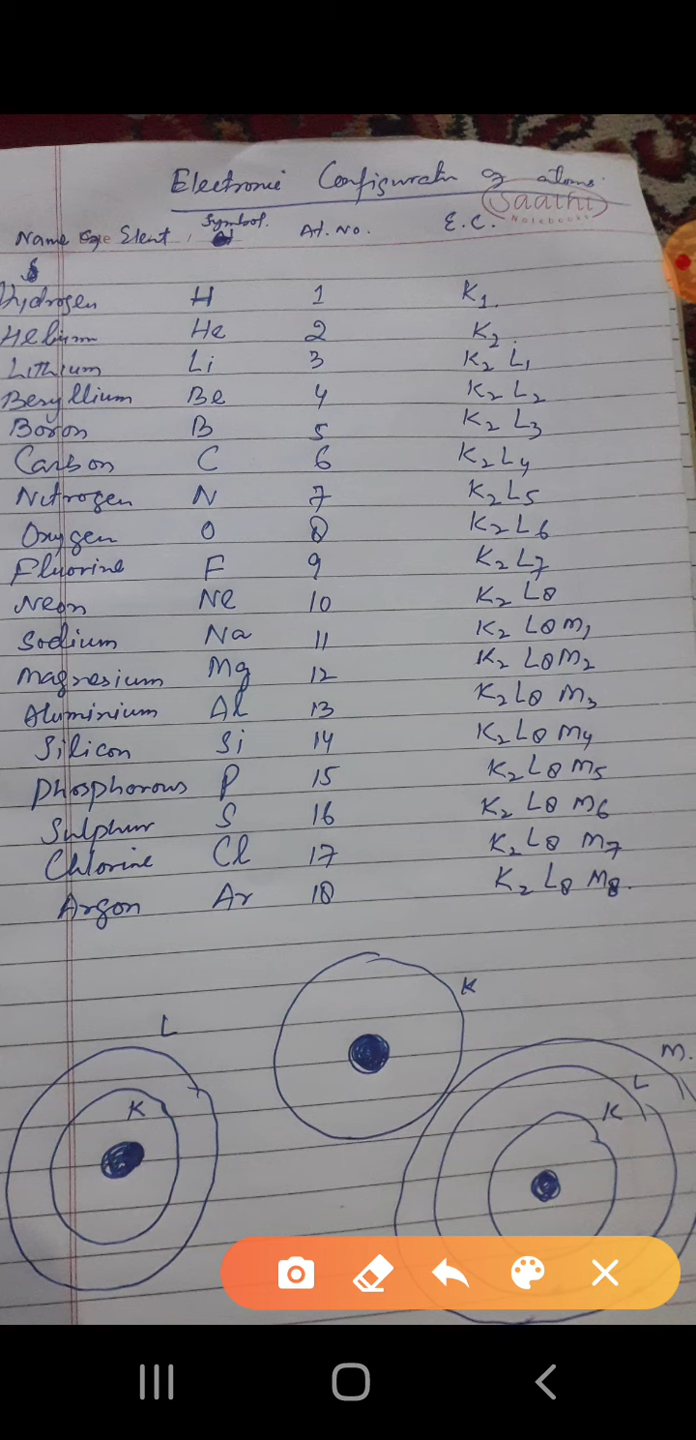 Electronic Configuratn of atoms.
Saathi
Notebooks
Name Elent, Symbol. At. No. E.C.
Hydrogen H 1 K1.
Helium He 2 K2.
Lithium Li 3 K2 L1
Beryllium Be 4 K2 L2
Boron B 5 K2 L3
Carbon C 6 K2 L4
Nitrogen N 7 K2 L5
Oxygen O 8 K2 L6
Fluorine F 9 K2 L7
Neon Ne 10 K2 L8
Sodium Na 11 K2 L8 M1
Magnesium Mg 12 K2 L8 M2
Aluminium Al 13 K2 L8 M3
Silicon Si 14 K2 L8 M4
Phosphorous P 15 K2 L8 M5
Sulphur S 16 K2 L8 M6
Chlorine Cl 17 K2 L8 M7
Argon Ar 18 K2 L8 M8.
K
L
K
M.
L
K